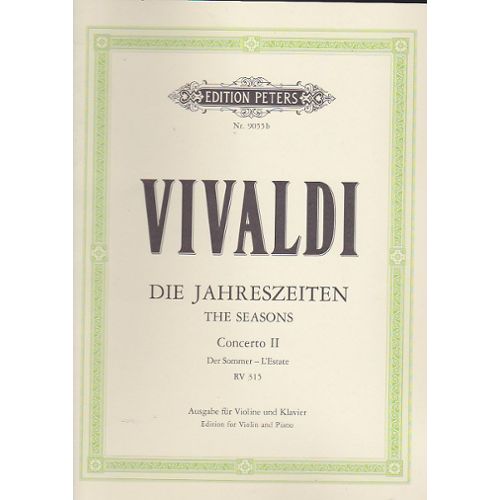 EDITION PETERS
Nr. 9055b
VIVALDI
DIE JAHRESZEITEN
THE SEASONS
Concerto II
Der Sommer – L'Estate
RV 315
Ausgabe für Violine und Klavier
Edition for Violin and Piano